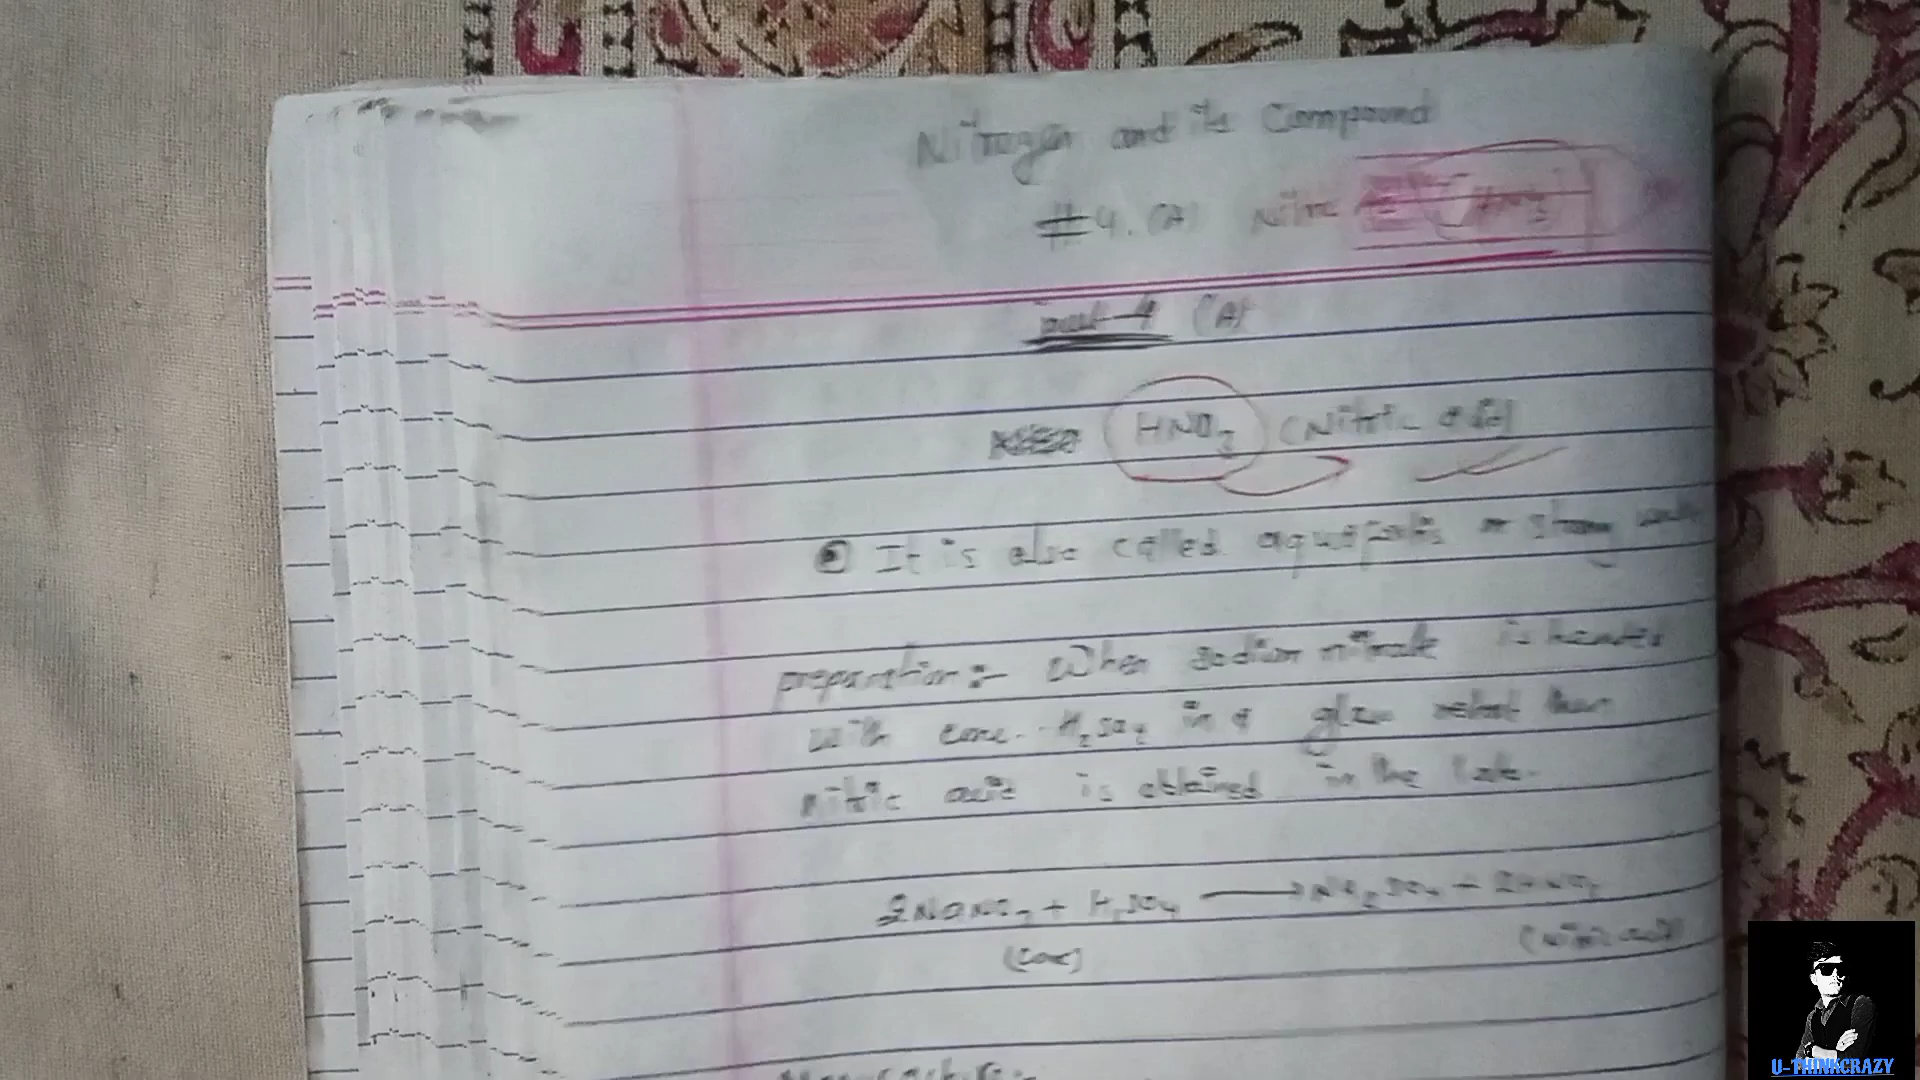 Nitrogen and its Compound
#4. (A) Nitric (HNO3)
part-4 (A)
HNO3 (Nitric acid)
It is also called aquafortis or strong water
preparation:- When sodium nitrate is heated
with conc. H2SO4 in a glass retort then
nitric acid is obtained in the
2NaNO3 + H2SO4 → Na2SO4 + 2HNO3
(conc) (Nitric acid)
U-THINKCRAZY